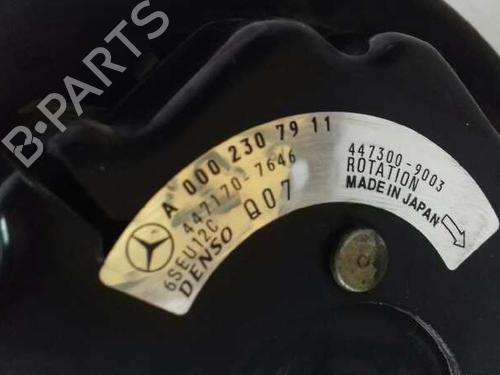 B-PARTS
A 000 230 79 11
447170-7646
6SEU12C
DENSO
Q07
447300-9003
ROTATION
MADE IN JAPAN